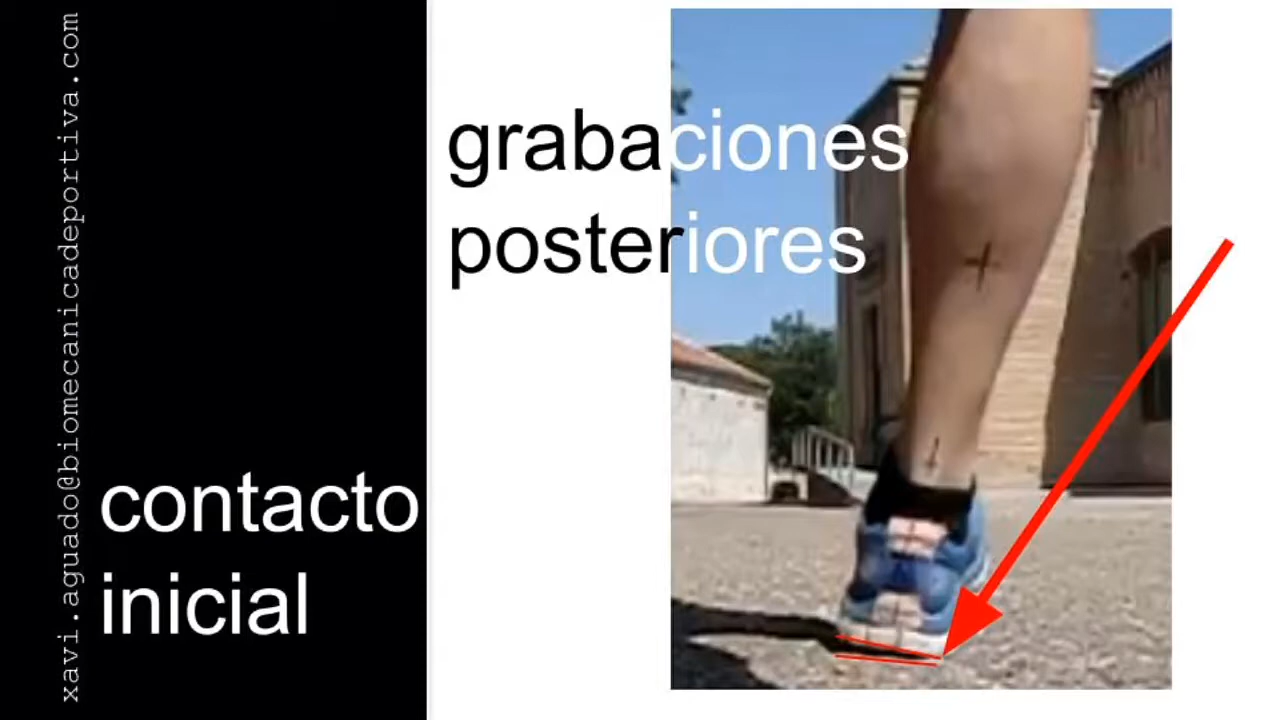 xavi.aguado@biomecanicadeportiva.com
grabaciones
posteriores
contacto
inicial